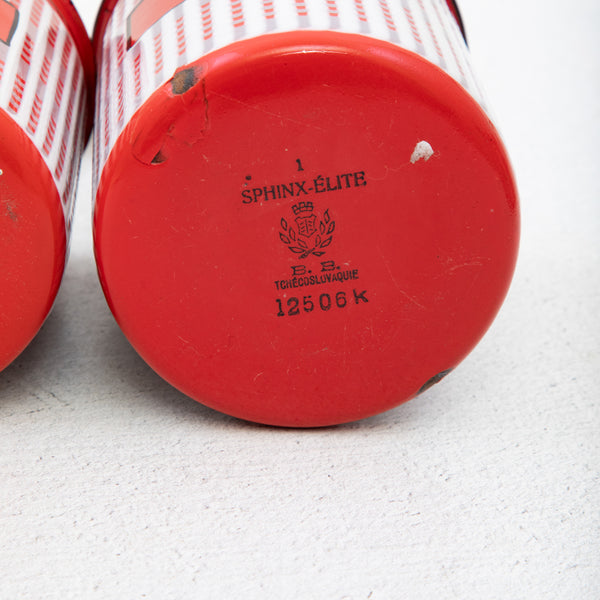 1
SPHINX-ÉLITE
B. B.
TCHÉCOSLOVAQUIE
12506K